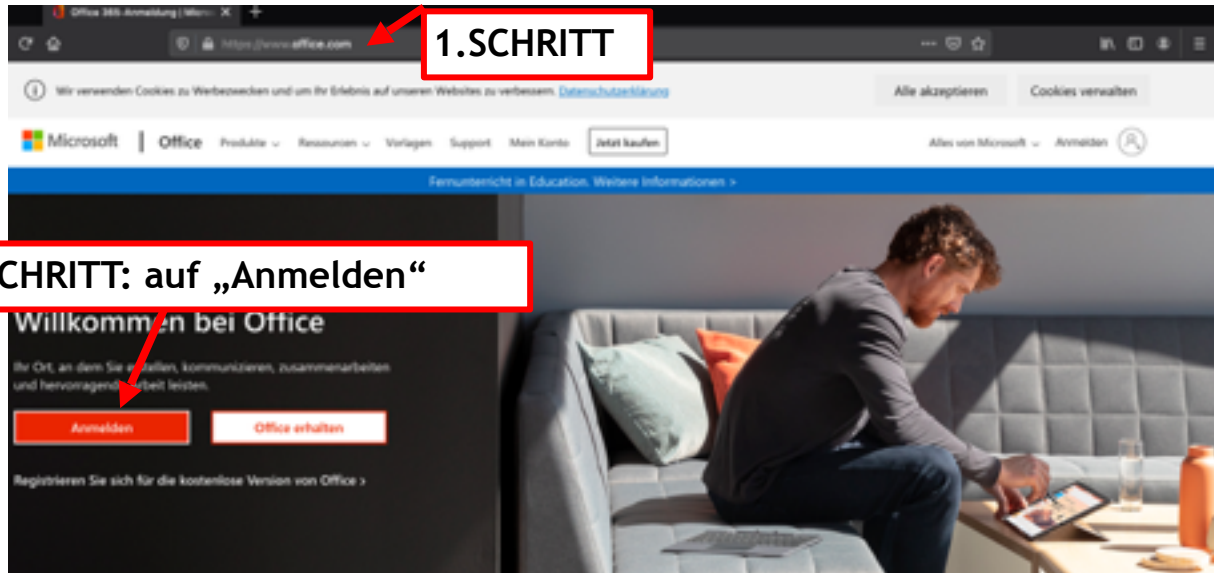 Office 365-Anmeldung | Micros
1.SCHRITT
https://www.office.com
Wir verwenden Cookies zu Werbezwecken und um Ihr Erlebnis auf unseren Websites zu verbessern. Datenschutzerklärung
Alle akzeptieren Cookies verwalten
Microsoft | Office Produkte Ressourcen Vorlagen Support Mein Konto Jetzt kaufen Alles von Microsoft Anmelden
Fernunterricht in Education. Weitere Informationen >
CHRITT: auf „Anmelden“
Willkommen bei Office
Ihr Ort, an dem Sie erstellen, kommunizieren, zusammenarbeiten
und hervorragende Arbeit leisten.
Anmelden Office erhalten
Registrieren Sie sich für die kostenlose Version von Office >